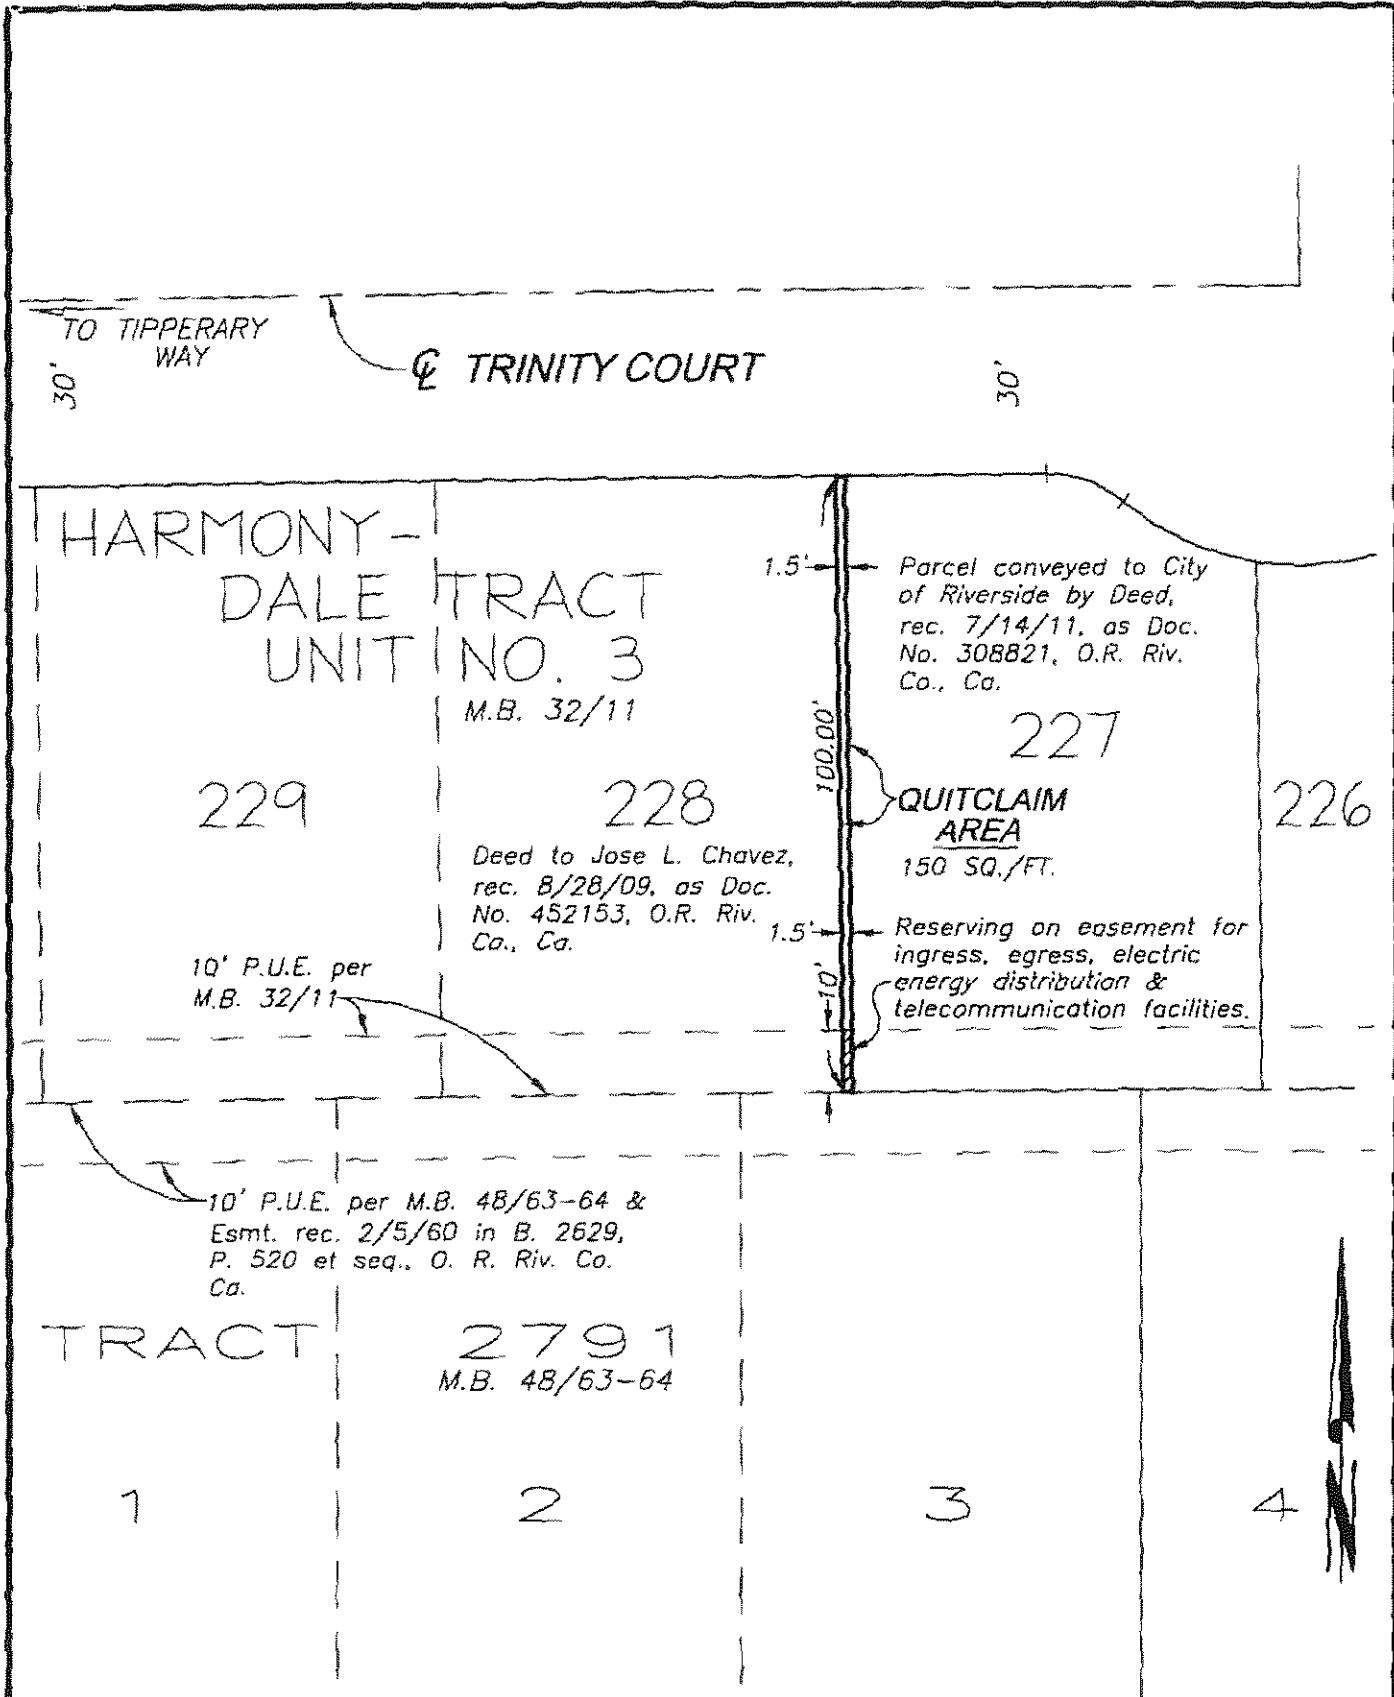 TO TIPPERARY
WAY
30'
℄ TRINITY COURT
30'
HARMONY-
DALE TRACT
UNIT NO. 3
M.B. 32/11
1.5'
Parcel conveyed to City
of Riverside by Deed,
rec. 7/14/11, as Doc.
No. 308821, O.R. Riv.
Co., Ca.
100.00'
227
229
228
226
QUITCLAIM
AREA
150 SQ./FT.
Deed to Jose L. Chavez,
rec. 8/28/09, as Doc.
No. 452153, O.R. Riv.
Ca., Ca.
1.5'
Reserving an easement for
ingress, egress, electric
energy distribution &
telecommunication facilities.
10'
10' P.U.E. per
M.B. 32/11
10' P.U.E. per M.B. 48/63-64 &
Esmt. rec. 2/5/60 in B. 2629,
P. 520 et seq., O. R. Riv. Co.
Ca.
TRACT 2791
M.B. 48/63-64
1
2
3
4
N